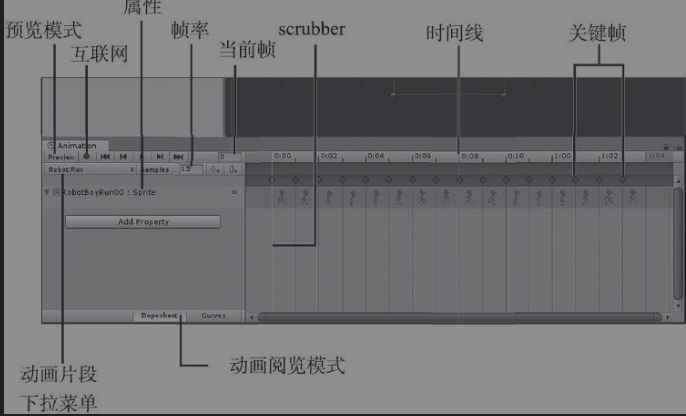 属性
预览模式
互联网
帧率
当前帧
scrubber
时间线
关键帧
Animation
Preview
0
0:00 0:02 0:04 0:06 0:08 0:10 1:00 1:02 1:04
RobotRun
Samples 12
RobotBoyRun00 : Sprite
Add Property
Dopesheet Curves
动画片段
下拉菜单
动画阅览模式